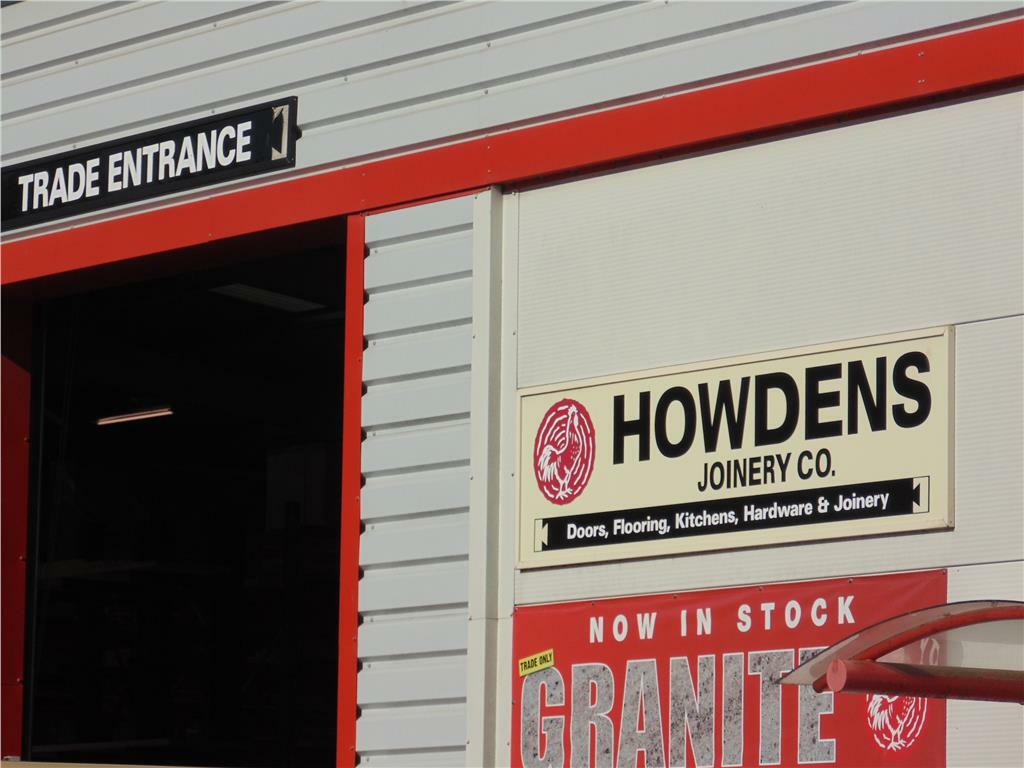 TRADE ENTRANCE
HOWDENS
JOINERY CO.
Doors, Flooring, Kitchens, Hardware & Joinery
NOW IN STOCK
TRADE ONLY
GRANITE